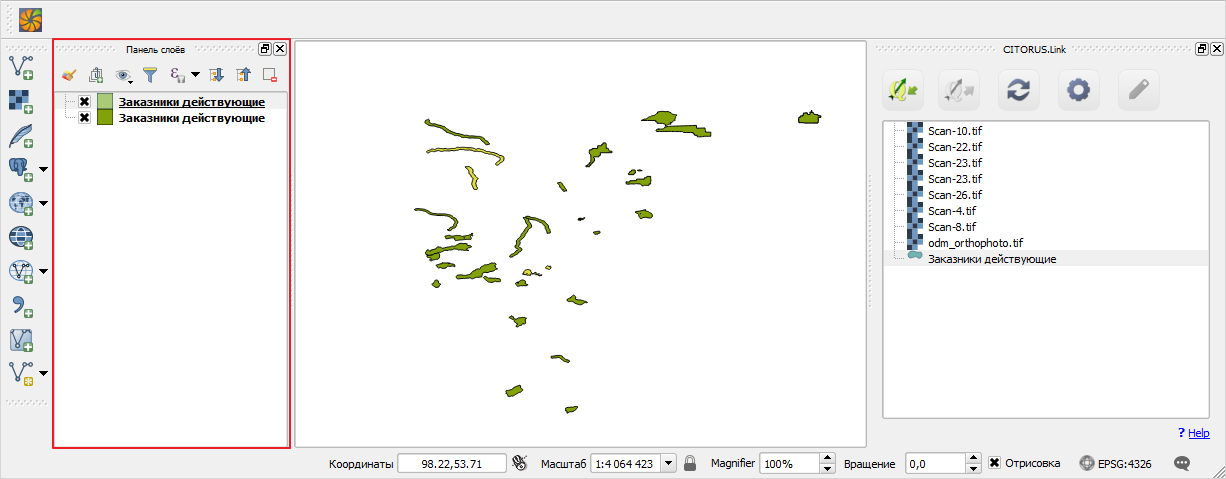 Панель слоёв
Заказники действующие
Заказники действующие
CITORUS.Link
Scan-10.tif
Scan-22.tif
Scan-23.tif
Scan-23.tif
Scan-26.tif
Scan-4.tif
Scan-8.tif
odm_orthophoto.tif
Заказники действующие
? Help
Координаты 98.22,53.71 Масштаб 1:4 064 423 Magnifier 100% Вращение 0,0 Отрисовка EPSG:4326